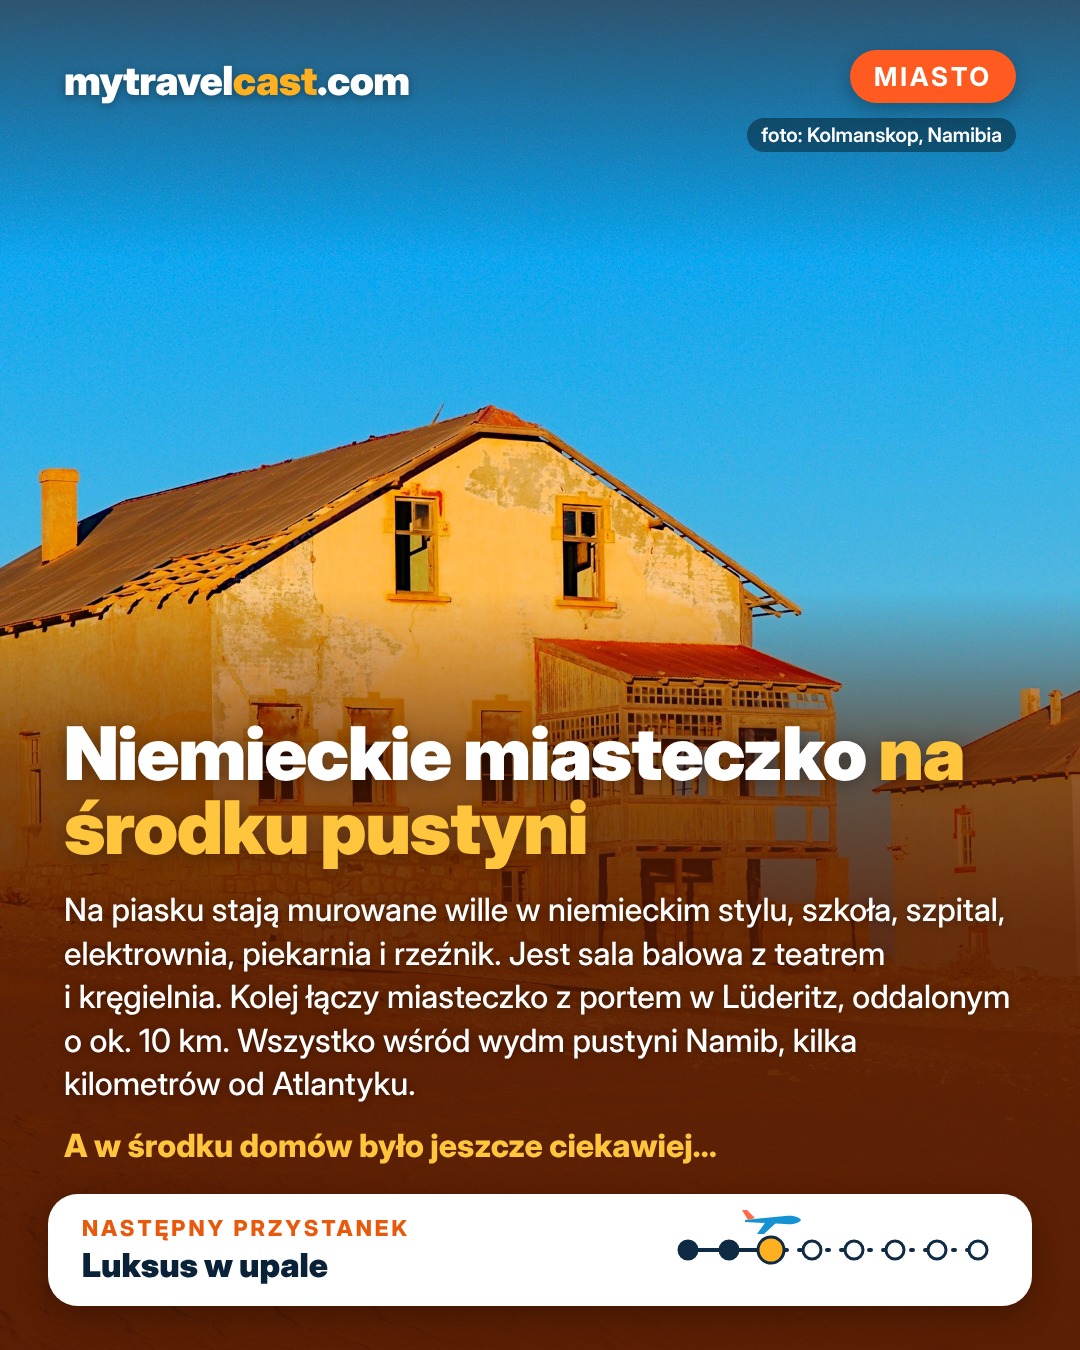 mytravelcast.com
MIASTO
foto: Kolmanskop, Namibia
Niemieckie miasteczko na
środku pustyni
Na piasku stają murowane wille w niemieckim stylu, szkoła, szpital,
elektrownia, piekarnia i rzeźnik. Jest sala balowa z teatrem
i kręgielnia. Kolej łączy miasteczko z portem w Lüderitz, oddalonym
o ok. 10 km. Wszystko wśród wydm pustyni Namib, kilka
kilometrów od Atlantyku.
A w środku domów było jeszcze ciekawiej...
NASTĘPNY PRZYSTANEK
Luksus w upale